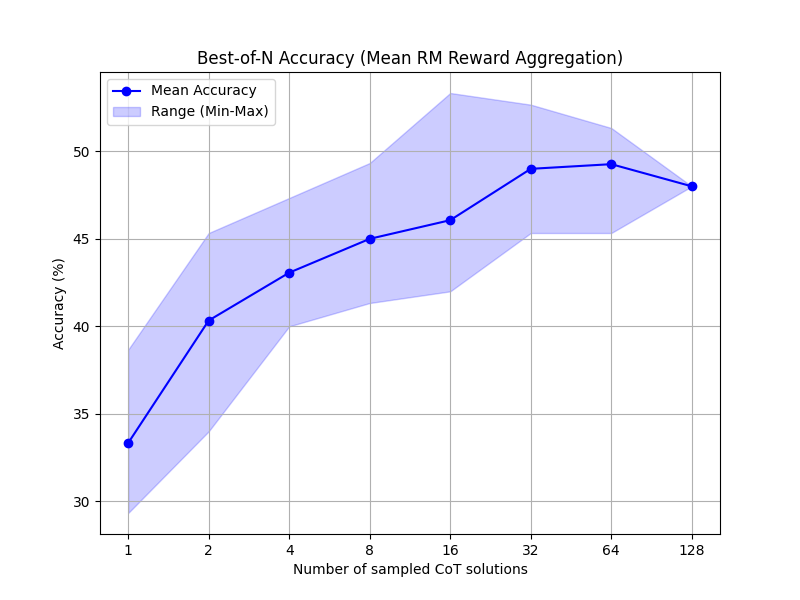 Best-of-N Accuracy (Mean RM Reward Aggregation)
Mean Accuracy
Range (Min-Max)
Accuracy (%)
50
45
40
35
30
1 2 4 8 16 32 64 128
Number of sampled CoT solutions